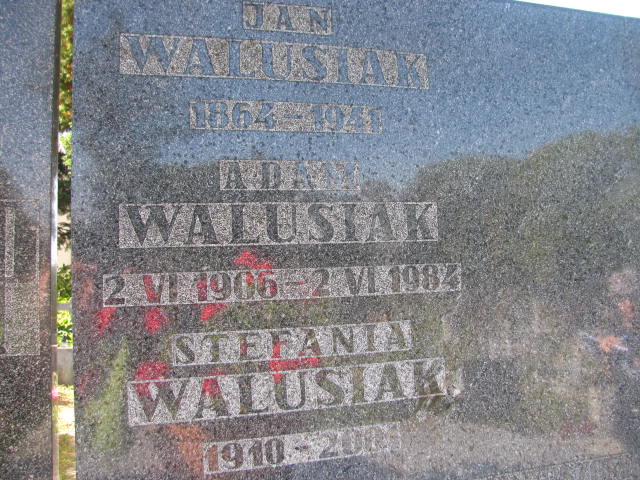 JAN
WALUSIAK
1864-1941
ADAM
WALUSIAK
2 VI 1906-2 VI 1984
STEFANIA
WALUSIAK
1910-